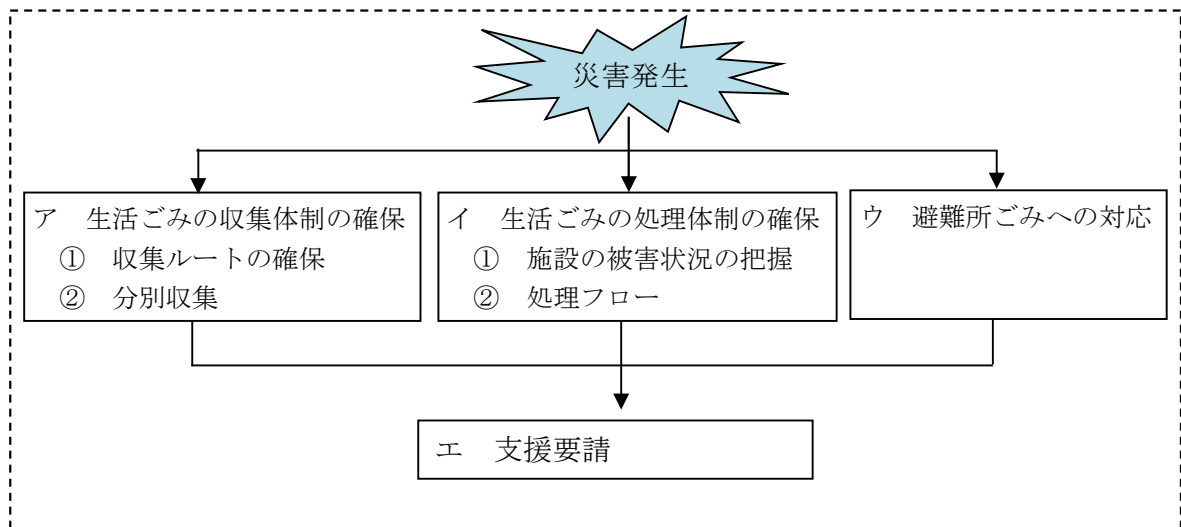 災害発生
ア　生活ごみの収集体制の確保
①　収集ルートの確保
②　分別収集
イ　生活ごみの処理体制の確保
①　施設の被害状況の把握
②　処理フロー
ウ　避難所ごみへの対応
エ　支援要請